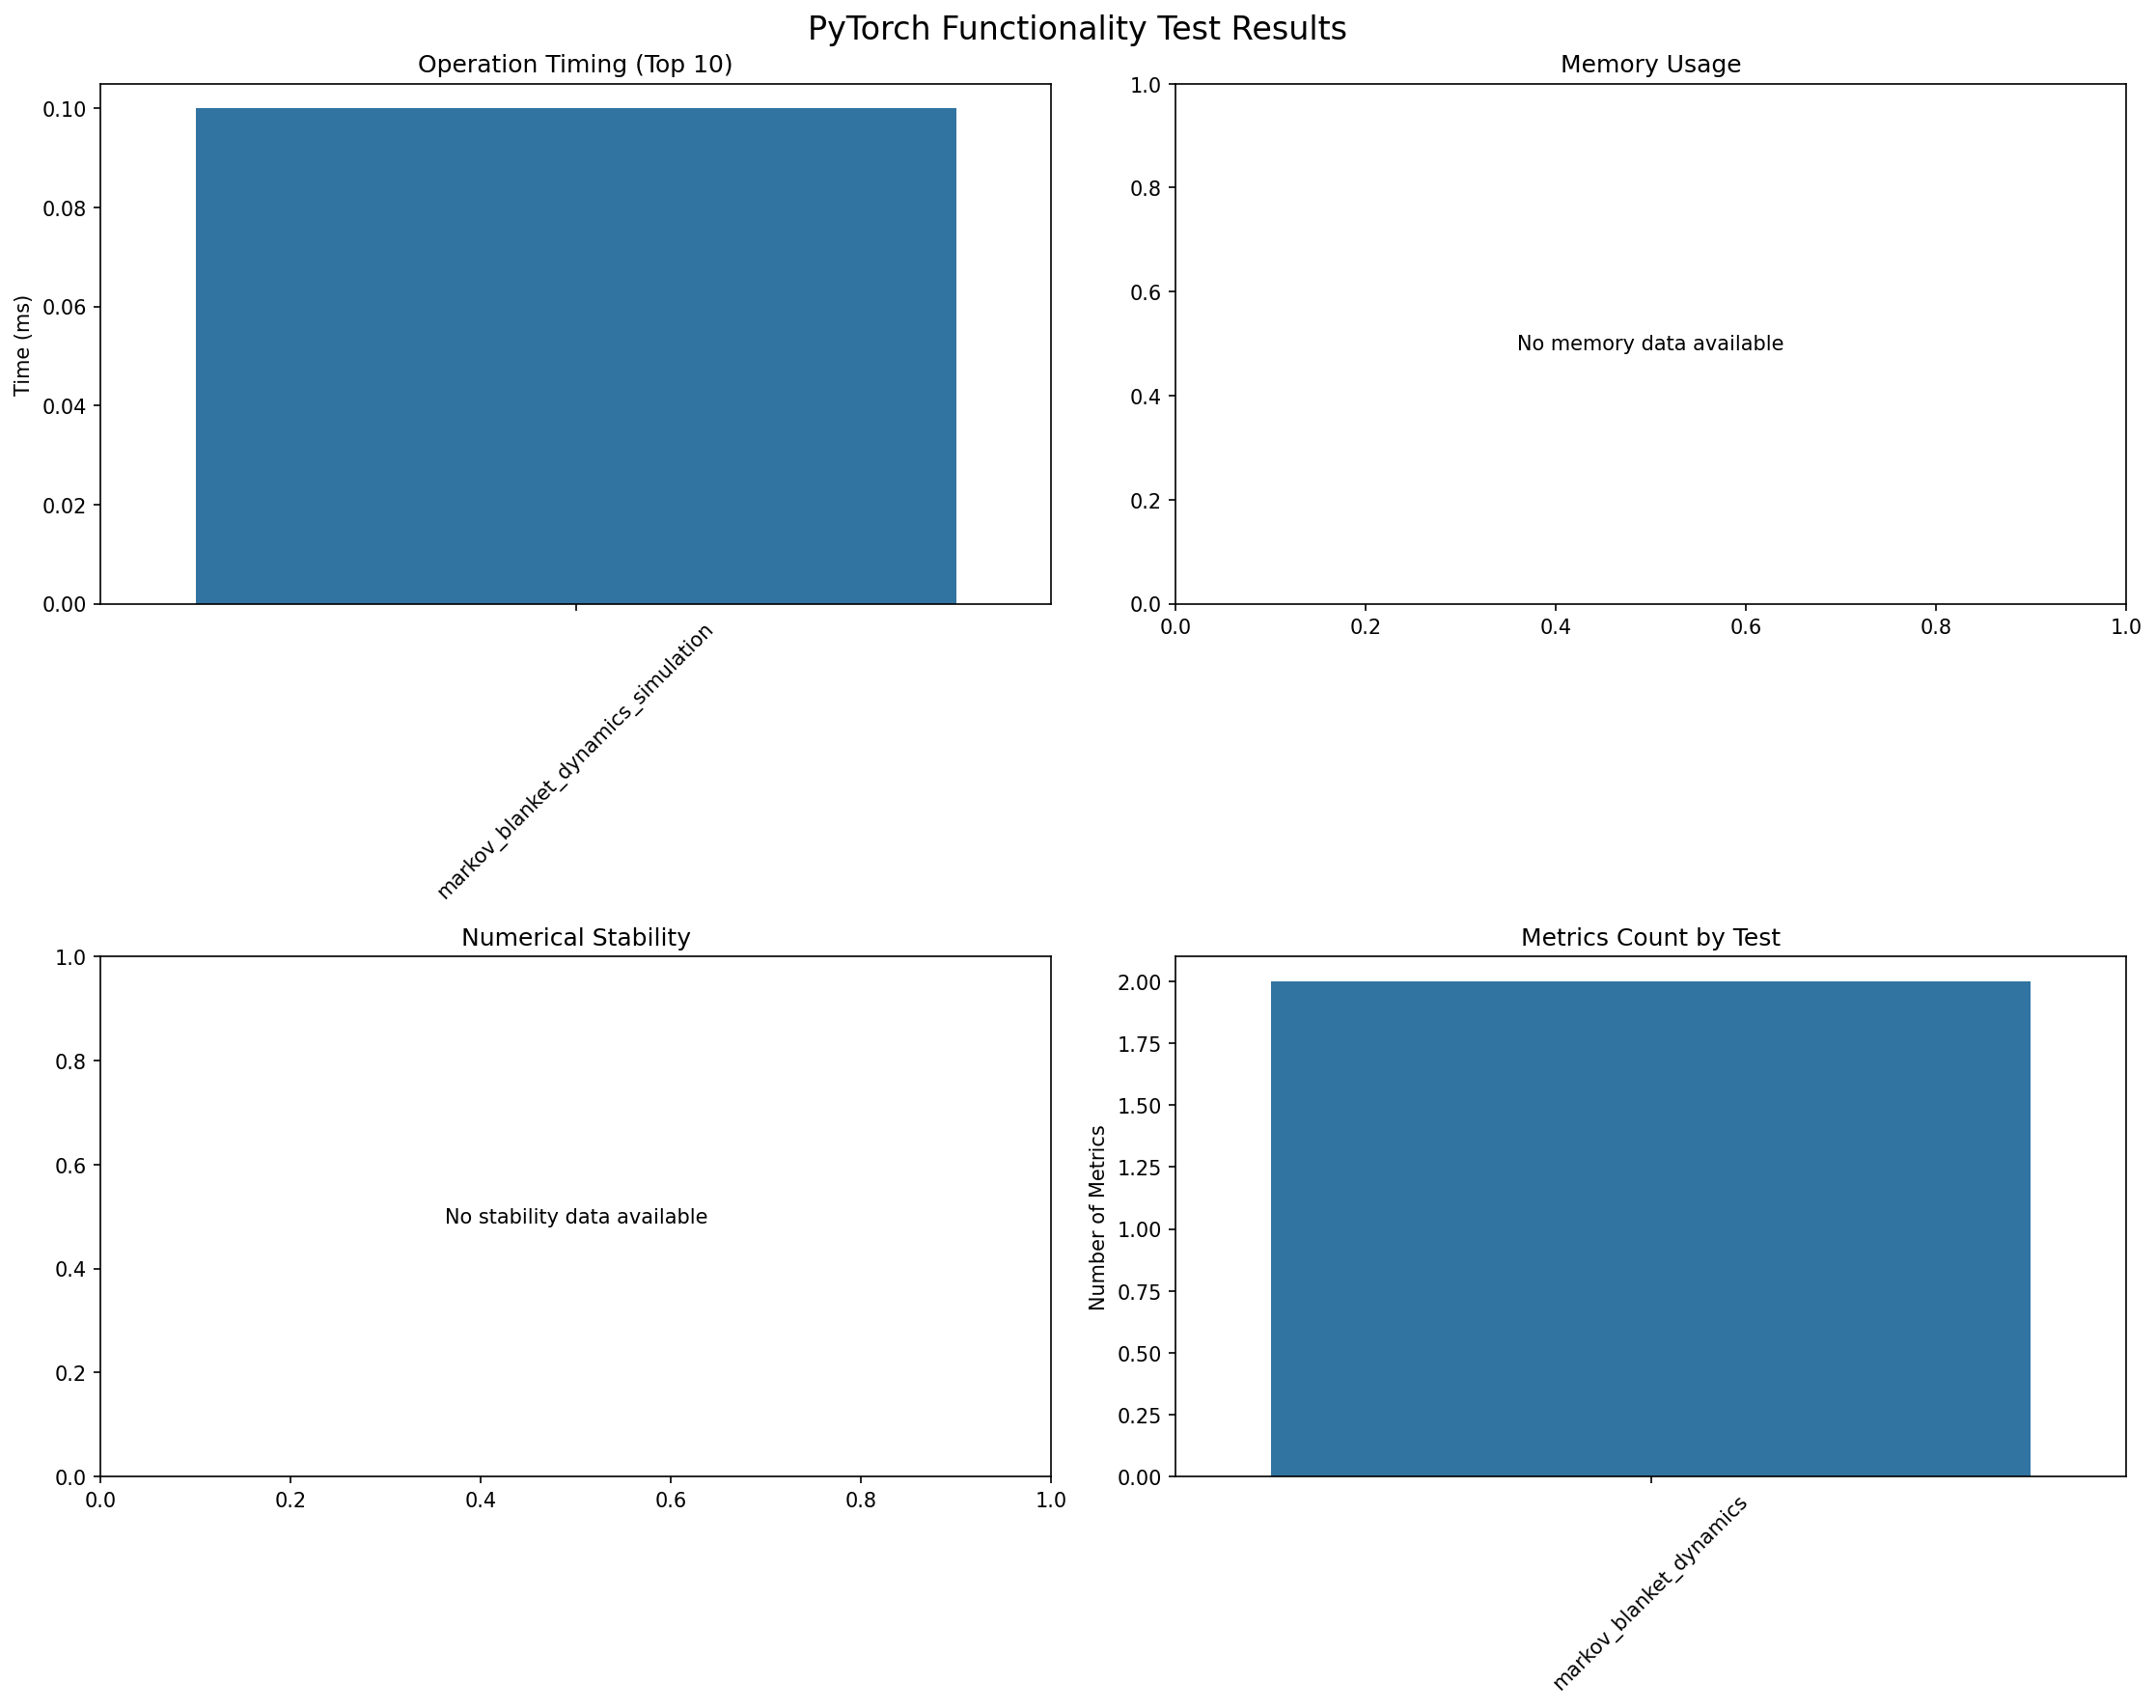 PyTorch Functionality Test Results
Operation Timing (Top 10)
0.10
0.08
0.06
0.04
0.02
0.00
Time (ms)
markov_blanket_dynamics_simulation
Memory Usage
1.0
0.8
0.6
0.4
0.2
0.0
No memory data available
0.0 0.2 0.4 0.6 0.8 1.0
Numerical Stability
1.0
0.8
0.6
0.4
0.2
0.0
No stability data available
0.0 0.2 0.4 0.6 0.8 1.0
Metrics Count by Test
2.00
1.75
1.50
1.25
1.00
0.75
0.50
0.25
0.00
Number of Metrics
markov_blanket_dynamics